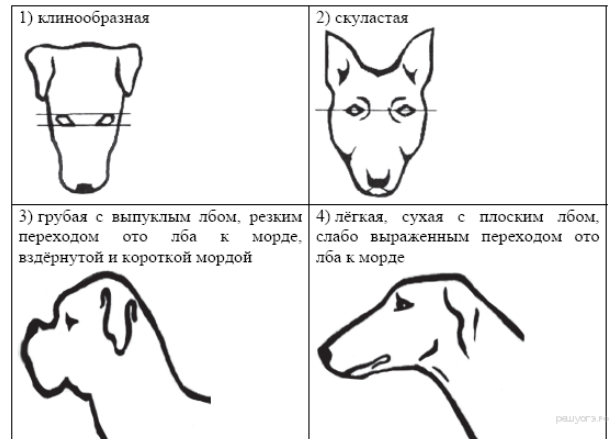 1) клинообразная
2) скуластая
3) грубая с выпуклым лбом, резким
переходом ото лба к морде,
вздёрнутой и короткой мордой
4) лёгкая, сухая с плоским лбом,
слабо выраженным переходом ото
лба к морде